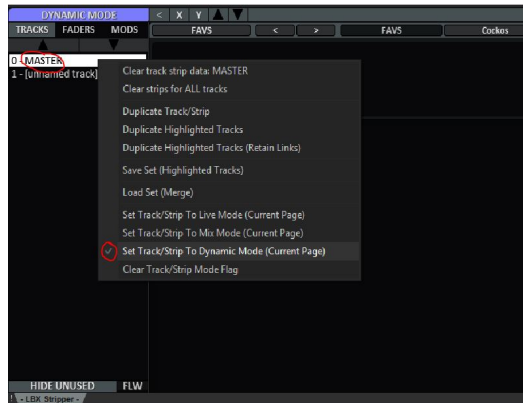 DYNAMIC MODE < X Y
TRACKS FADERS MODS FAVS < > FAVS Cockos
0 - MASTER
1 - [unnamed track]
Clear track strip data: MASTER
Clear strips for ALL tracks
Duplicate Track/Strip
Duplicate Highlighted Tracks
Duplicate Highlighted Tracks (Retain Links)
Save Set (Highlighted Tracks)
Load Set (Merge)
Set Track/Strip To Live Mode (Current Page)
Set Track/Strip To Mix Mode (Current Page)
Set Track/Strip To Dynamic Mode (Current Page)
Clear Track/Strip Mode Flag
HIDE UNUSED FLW
- LBX Stripper -